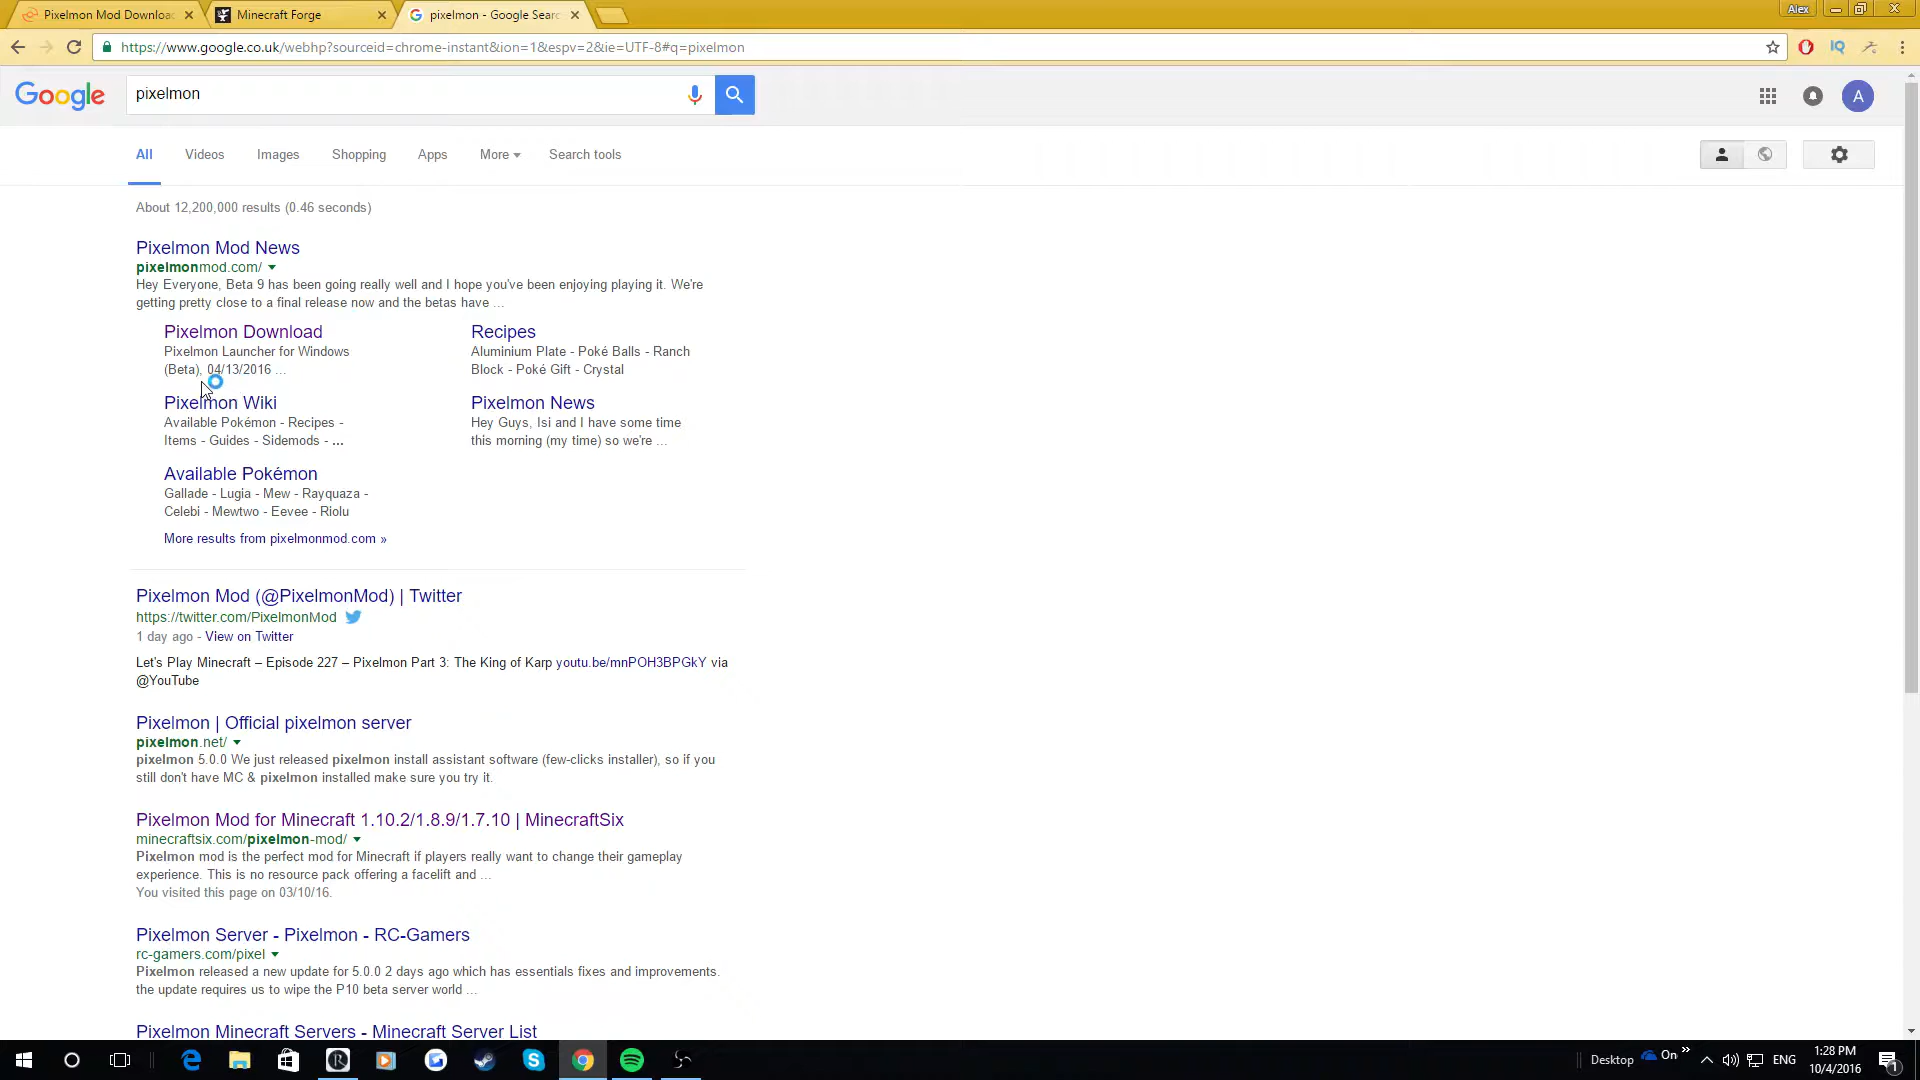 Pixelmon Mod Downloa
Minecraft Forge
pixelmon - Google Searc
Alex
https://www.google.co.uk/webhp?sourceid=chrome-instant&ion=1&espv=2&ie=UTF-8#q=pixelmon
IQ
Google
pixelmon
A
All
Videos
Images
Shopping
Apps
More
Search tools
About 12,200,000 results (0.46 seconds)
Pixelmon Mod News
pixelmonmod.com/
Hey Everyone, Beta 9 has been going really well and I hope you've been enjoying playing it. We're
getting pretty close to a final release now and the betas have ...
Pixelmon Download
Pixelmon Launcher for Windows
(Beta), 04/13/2016 ...
Recipes
Aluminium Plate - Poké Balls - Ranch
Block - Poké Gift - Crystal
Pixelmon Wiki
Available Pokémon - Recipes -
Items - Guides - Sidemods - ...
Pixelmon News
Hey Guys, Isi and I have some time
this morning (my time) so we're ...
Available Pokémon
Gallade - Lugia - Mew - Rayquaza -
Celebi - Mewtwo - Eevee - Riolu
More results from pixelmonmod.com »
Pixelmon Mod (@PixelmonMod) | Twitter
https://twitter.com/PixelmonMod
1 day ago - View on Twitter
Let's Play Minecraft – Episode 227 – Pixelmon Part 3: The King of Karp youtu.be/mnPOH3BPGkY via
@YouTube
Pixelmon | Official pixelmon server
pixelmon.net/
pixelmon 5.0.0 We just released pixelmon install assistant software (few-clicks installer), so if you
still don't have MC & pixelmon installed make sure you try it.
Pixelmon Mod for Minecraft 1.10.2/1.8.9/1.7.10 | MinecraftSix
minecraftsix.com/pixelmon-mod/
Pixelmon mod is the perfect mod for Minecraft if players really want to change their gameplay
experience. This is no resource pack offering a facelift and ...
You visited this page on 03/10/16.
Pixelmon Server - Pixelmon - RC-Gamers
rc-gamers.com/pixel
Pixelmon released a new update for 5.0.0 2 days ago which has essentials fixes and improvements.
the update requires us to wipe the P10 beta server world ...
Pixelmon Minecraft Servers - Minecraft Server List
Desktop
On
»
ENG
1:28 PM
10/4/2016
1